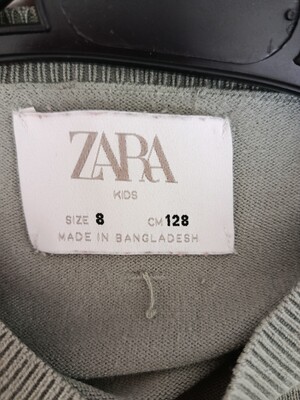 ZARA
KIDS
SIZE 8 CM 128
MADE IN BANGLADESH